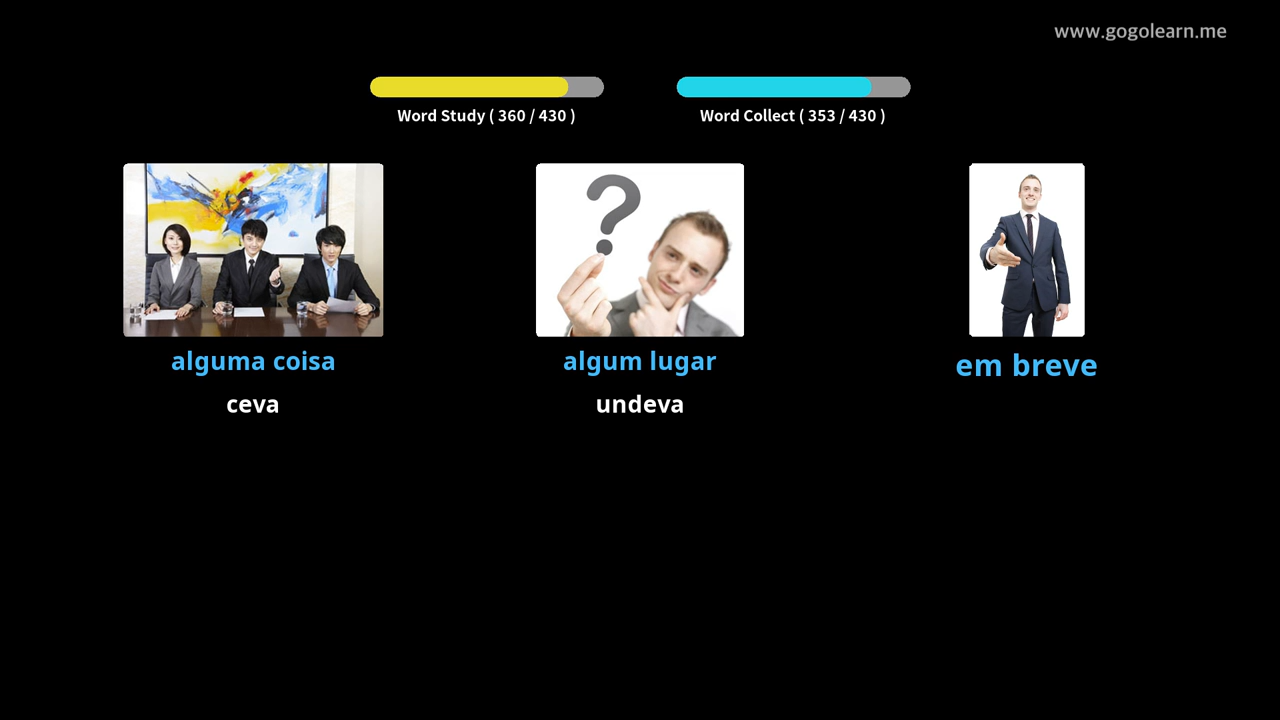 www.gogolearn.me
Word Study ( 360 / 430 )
Word Collect ( 353 / 430 )
alguma coisa
ceva
algum lugar
undeva
em breve